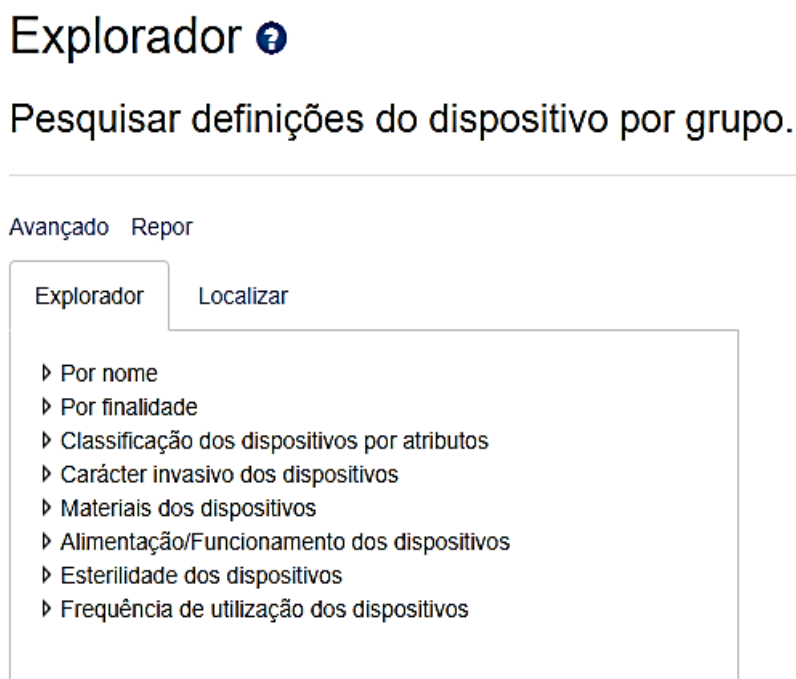 Explorador ?
Pesquisar definições do dispositivo por grupo.
Avançado Repor
Explorador Localizar
Por nome
Por finalidade
Classificação dos dispositivos por atributos
Carácter invasivo dos dispositivos
Materiais dos dispositivos
Alimentação/Funcionamento dos dispositivos
Esterilidade dos dispositivos
Frequência de utilização dos dispositivos